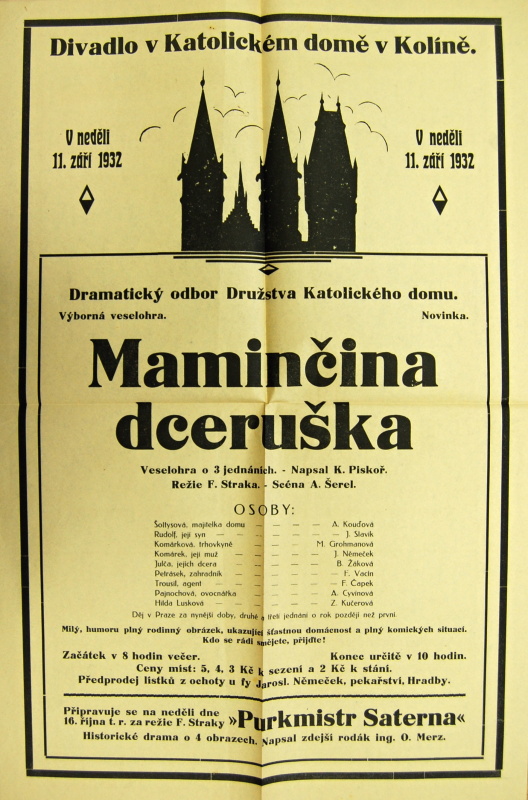 Divadlo v Katolickém domě v Kolíně.
V neděli
11. září 1932
V neděli
11. září 1932
Dramatický odbor Družstva Katolického domu.
Výborná veselohra. Novinka.
Maminčina
dceruška
Veselohra o 3 jednáních. - Napsal K. Piskoř.
Režie F. Straka. - Scéna A. Šerel.
OSOBY:
Šoltysová, majitelka domu — — — — A. Kouďová
Rudolf, její syn — — — — — — J. Slavík
Komárková, trhovkyně — — — — M. Grohmanová
Komárek, její muž — — — — — J. Němeček
Julča, jejich dcera — — — — — B. Žáková
Petrásek, zahradník — — — — — F. Vacín
Trousil, agent — — — — — — F. Čapek
Pajnochová, ovocnářka — — — — A. Cyvínová
Hilda Lusková — — — — — — Z. Kučerová
Děj v Praze za nynější doby, druhé a třetí jednání o rok později než první.
Milý, humoru plný rodinný obrázek, ukazující šťastnou domácnost a plný komických situací.
Kdo se rádi smějete, přijďte!
Začátek v 8 hodin večer. Konec určitě v 10 hodin.
Ceny míst: 5, 4, 3 Kč k sezení a 2 Kč k stání.
Předprodej lístků z ochoty u fy Jarosl. Němeček, pekařství, Hradby.
Připravuje se na neděli dne
16. října t. r. za režie F. Straky »Purkmistr Saterna«
Historické drama o 4 obrazech. Napsal zdejší rodák ing. O. Merz.